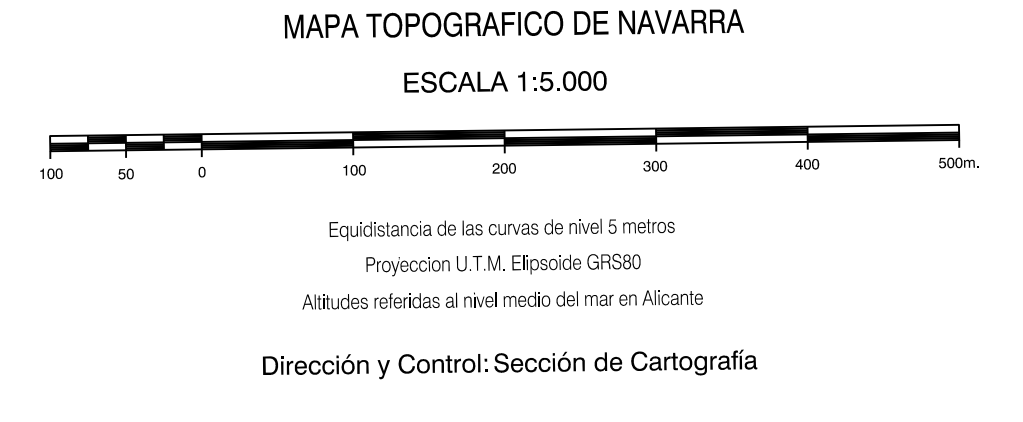 MAPA TOPOGRAFICO DE NAVARRA
ESCALA 1:5.000
100 50 0 100 200 300 400 500m.
Equidistancia de las curvas de nivel 5 metros
Proyeccion U.T.M. Elipsoide GRS80
Altitudes referidas al nivel medio del mar en Alicante
Dirección y Control: Sección de Cartografía